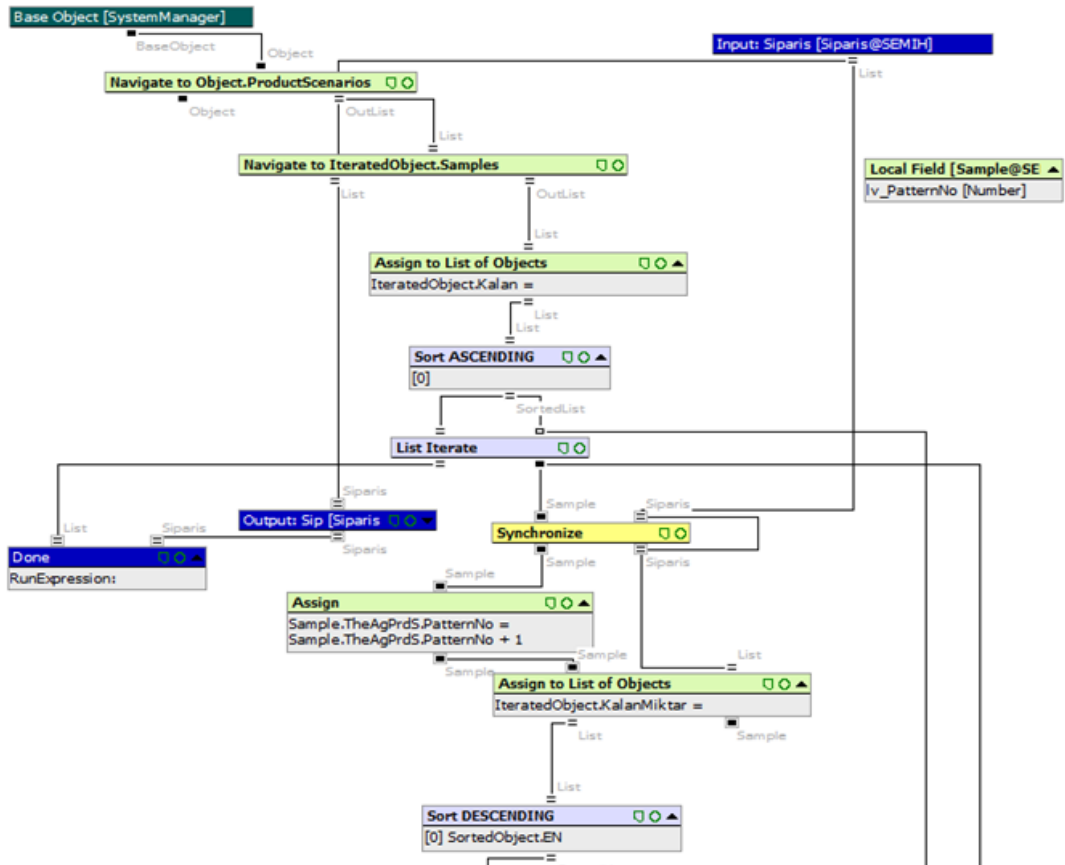 Base Object [SystemManager]
BaseObject
Object
Input: Siparis [Siparis@SEMIH]
List
Navigate to Object.ProductScenarios
Object
OutList
List
Navigate to IteratedObject.Samples
List
OutList
Local Field [Sample@SE
lv_PatternNo [Number]
List
Assign to List of Objects
IteratedObject.Kalan =
List
List
Sort ASCENDING
[0]
SortedList
List Iterate
Siparis
Sample
Siparis
List
Siparis
Output: Sip [Siparis
Siparis
Synchronize
Done
RunExpression:
Sample
Siparis
Sample
Assign
Sample.TheAgPrdS.PatternNo =
Sample.TheAgPrdS.PatternNo + 1
Sample
Sample
List
Assign to List of Objects
IteratedObject.KalanMiktar =
List
Sample
List
Sort DESCENDING
[0] SortedObject.EN